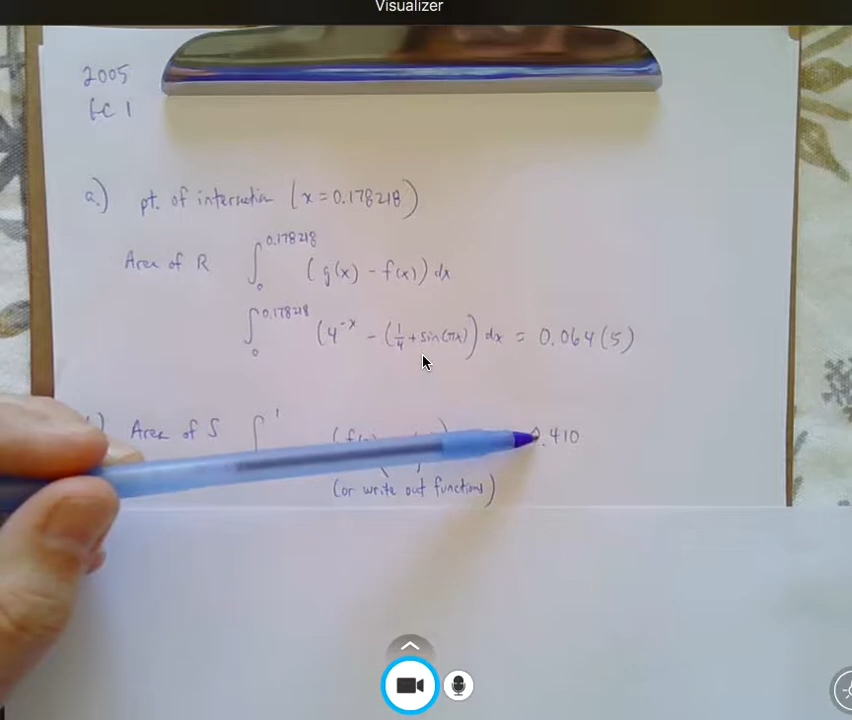 Visualizer
2005
GC 1
a.) pt. of intersection (x = 0.178218)
Area of R ∫₀^0.178218 (g(x) - f(x)) dx
∫₀^0.178218 (4^-x - (1/4 + sin(πx))) dx = 0.064(5)
Area of S ∫ 1 (f .410
(or write out functions)